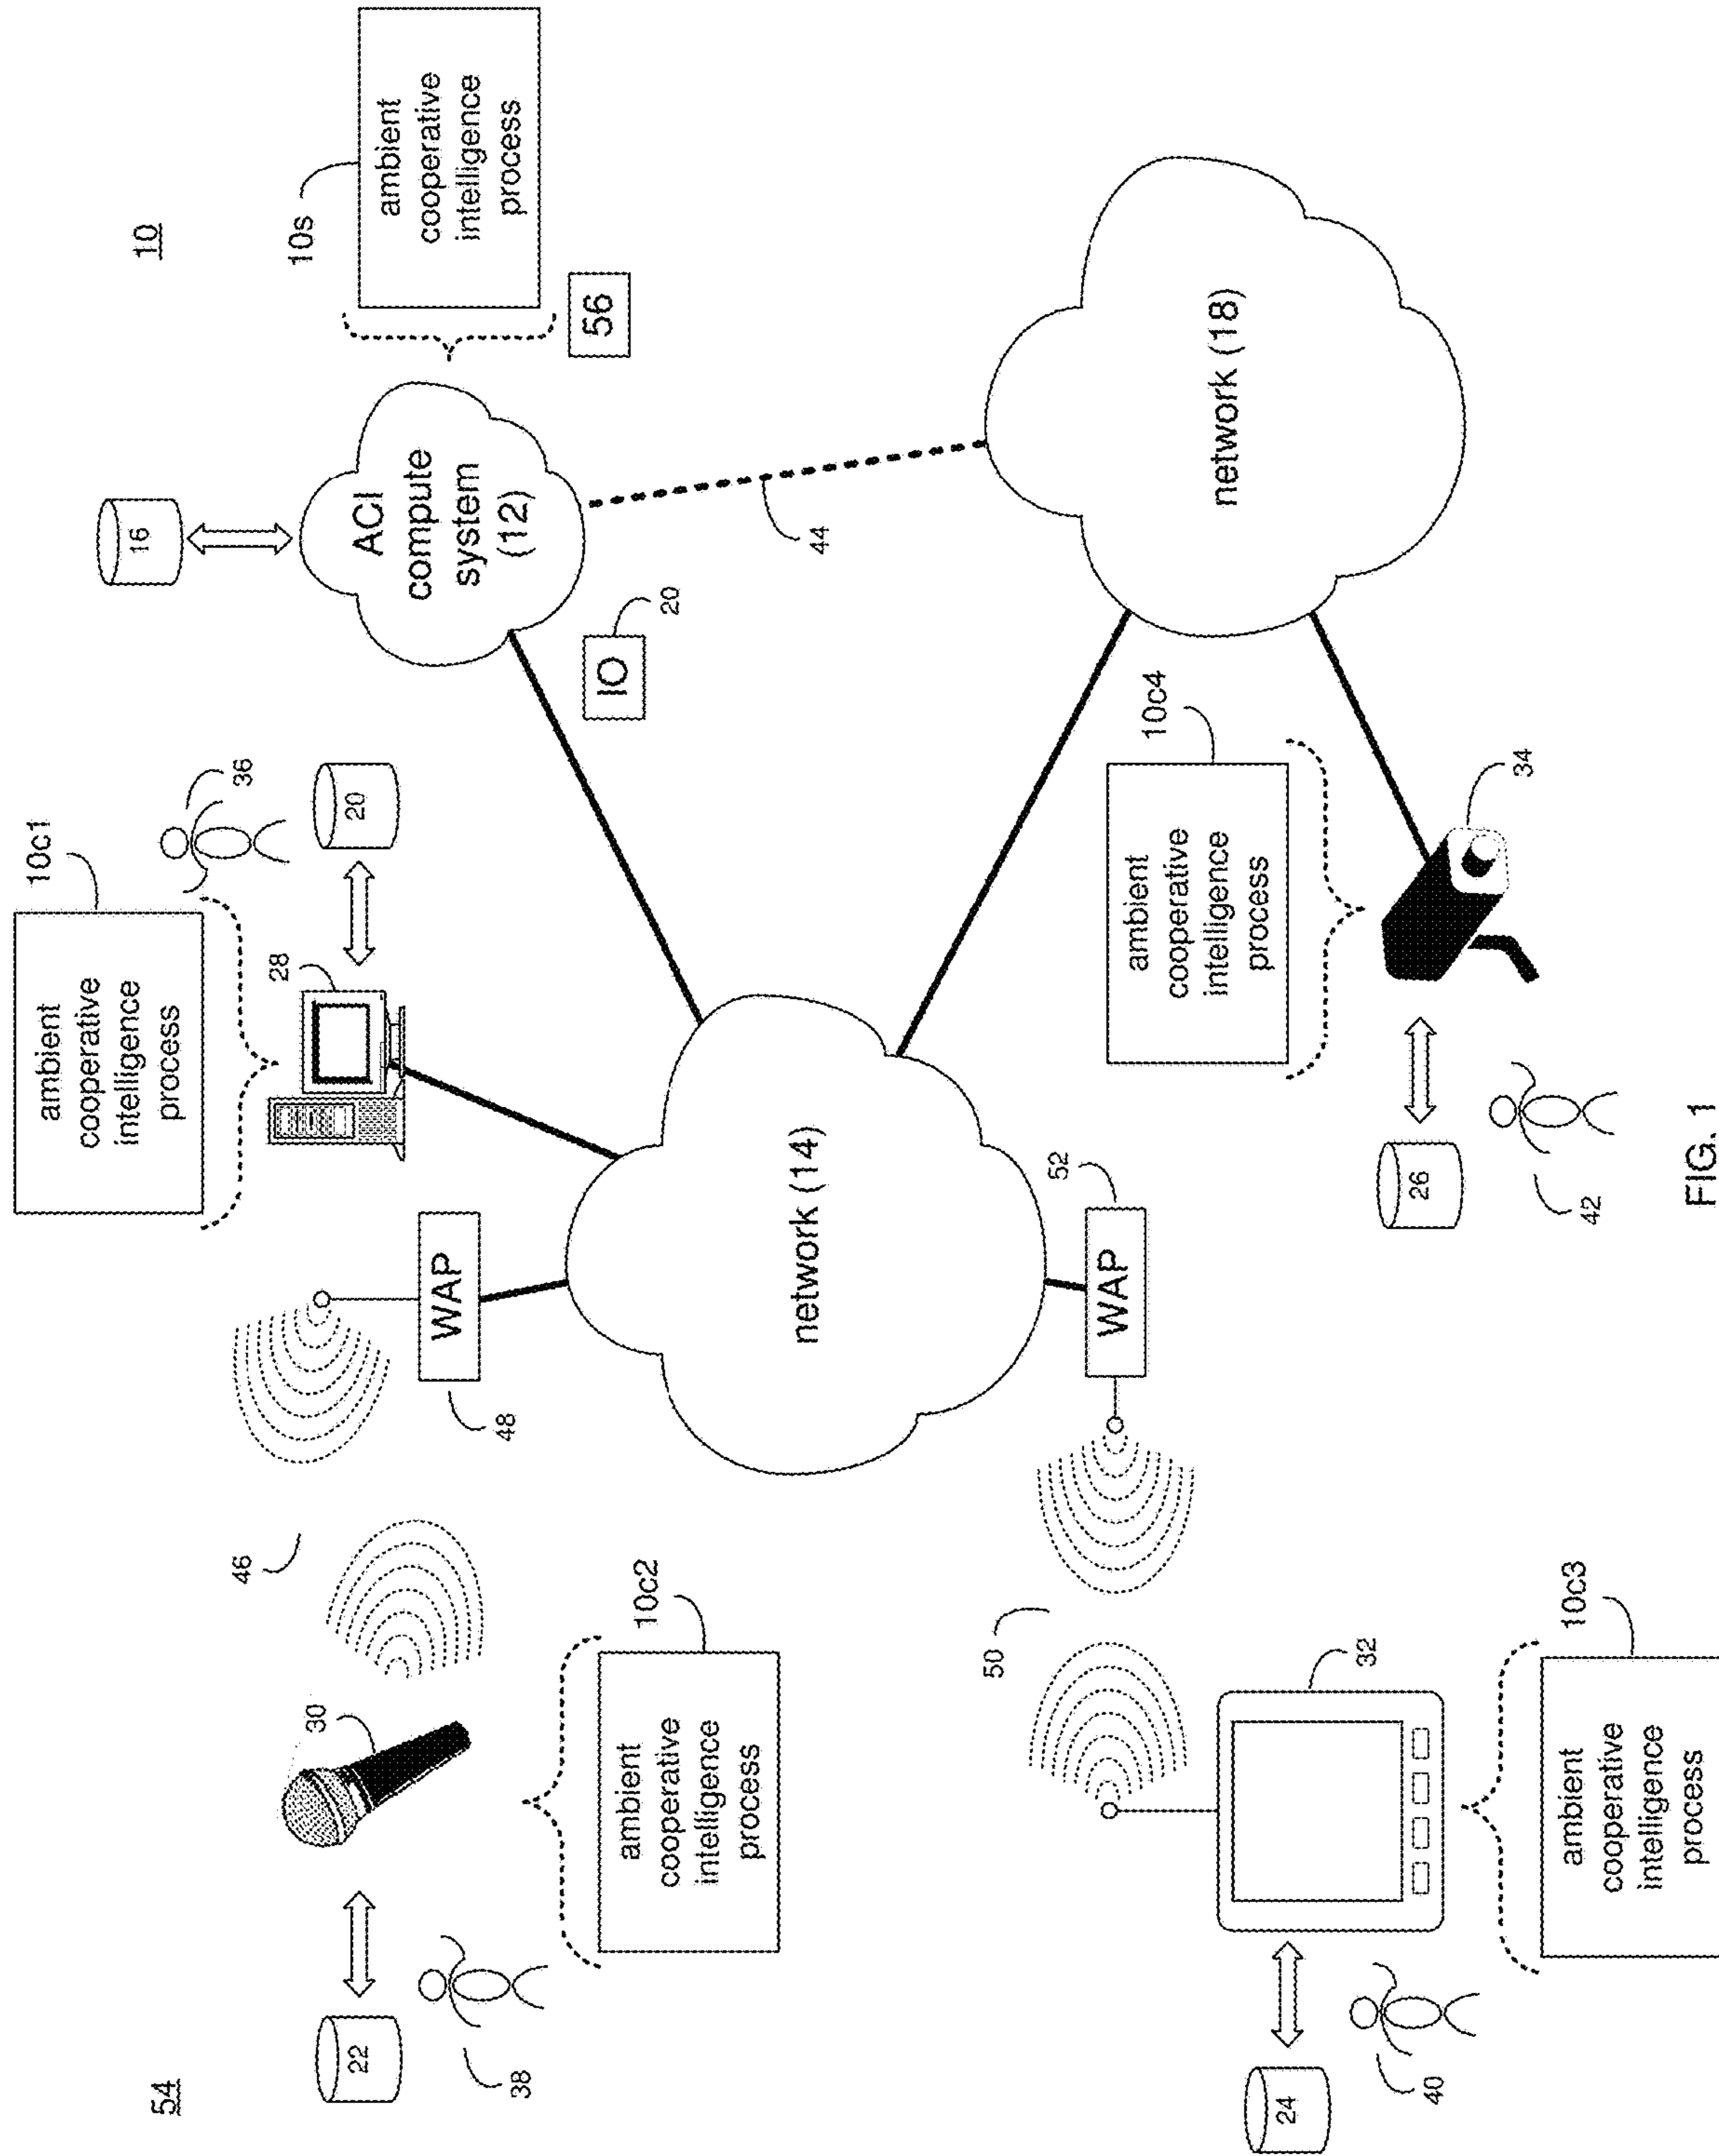 54
10
10c1
ambient
cooperative
intelligence
process
36
20
28
16
10s
ambient
cooperative
intelligence
process
56
ACI
compute
system
(12)
IO
20
44
46
48
WAP
22
38
30
10c2
ambient
cooperative
intelligence
process
network (14)
network (18)
52
WAP
50
24
40
32
10c3
ambient
cooperative
intelligence
process
10c4
ambient
cooperative
intelligence
process
34
26
42
FIG. 1